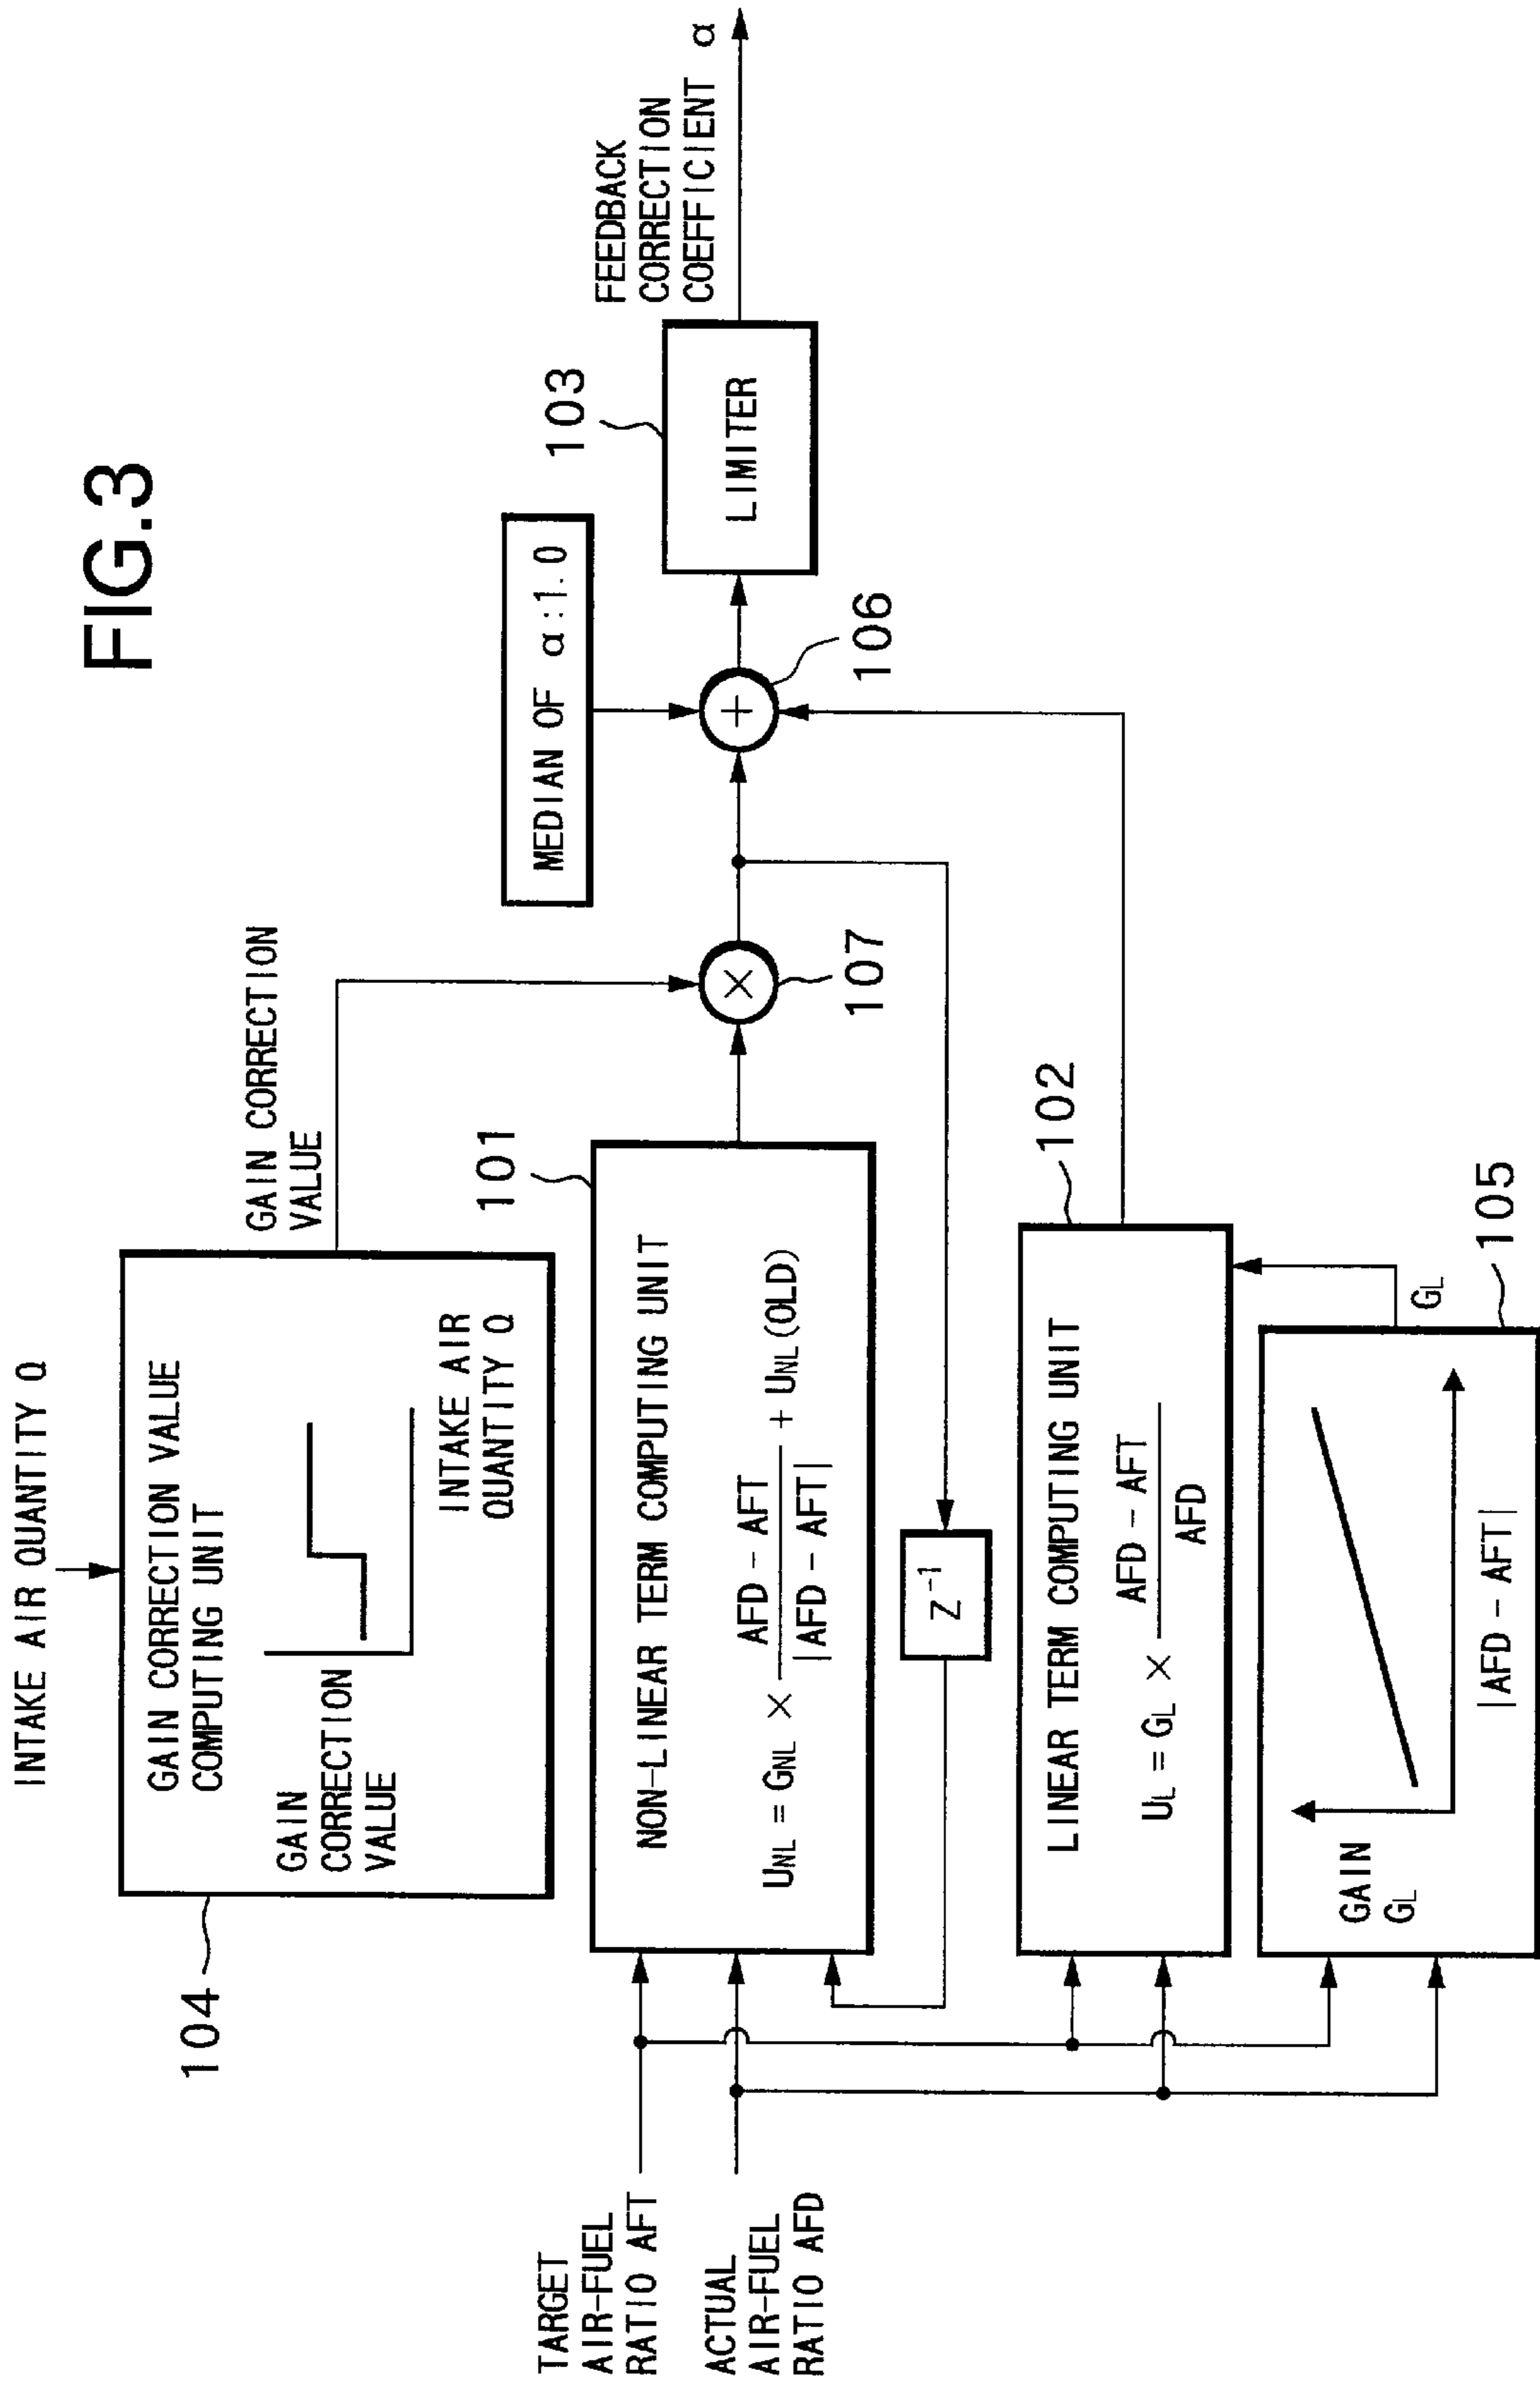 FIG.3
INTAKE AIR QUANTITY Q
104
GAIN CORRECTION VALUE
COMPUTING UNIT
GAIN
CORRECTION
VALUE
INTAKE AIR
QUANTITY Q
GAIN CORRECTION
VALUE
TARGET
AIR-FUEL
RATIO AFT
ACTUAL
AIR-FUEL
RATIO AFD
101
NON-LINEAR TERM COMPUTING UNIT
UNL = GNL × (AFD - AFT) / |AFD - AFT| + UNL (OLD)
Z⁻¹
×
107
MEDIAN OF α:1.0
+
106
103
LIMITER
FEEDBACK
CORRECTION
COEFFICIENT α
102
LINEAR TERM COMPUTING UNIT
UL = GL × (AFD - AFT) / AFD
GL
105
GAIN
GL
|AFD - AFT|